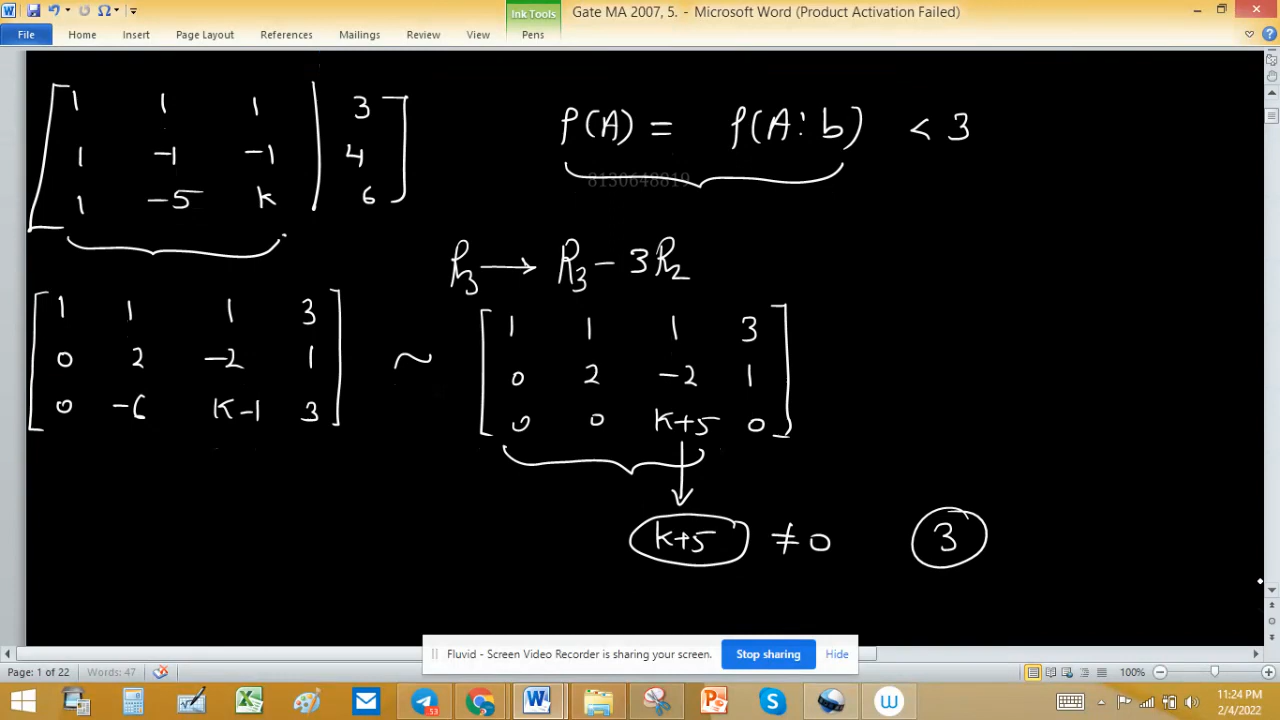 Gate MA 2007, 5. - Microsoft Word (Product Activation Failed)
Ink Tools
File Home Insert Page Layout References Mailings Review View Pens
1 1 1 | 3
1 -1 -1 | 4
1 -5 k | 6
ρ(A) = ρ(A⋮b) < 3
8130648819
R₃ → R₃ - 3R₂
1 1 1 3
0 2 -2 1
0 -6 K-1 3
~
1 1 1 3
0 2 -2 1
0 0 K+5 0
k+5 ≠ 0 3
Fluvid - Screen Video Recorder is sharing your screen. Stop sharing Hide
Page: 1 of 22 Words: 47 100%
53
11:24 PM
2/4/2022